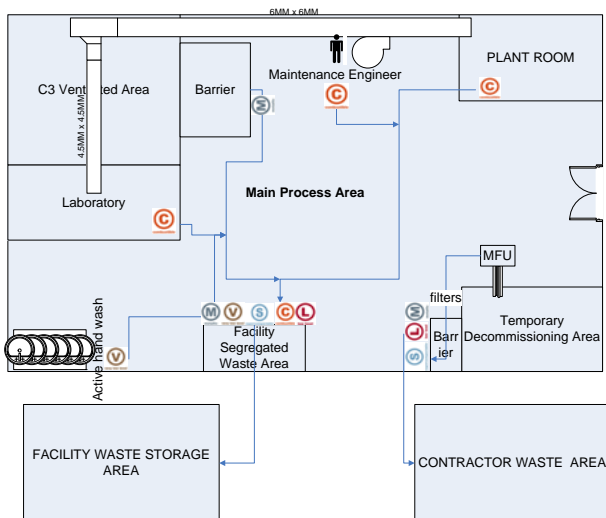 6MM x 6MM
C3 Ventilated Area
Barrier
Maintenance Engineer
PLANT ROOM
C
C
M
4.5MM x 4.5MM
Main Process Area
Laboratory
C
MFU
filters
M V S C L
M
L
S
Facility
Segregated
Waste Area
Barr
ier
Temporary
Decommissioning Area
Active hand wash
V
FACILITY WASTE STORAGE
AREA
CONTRACTOR WASTE AREA